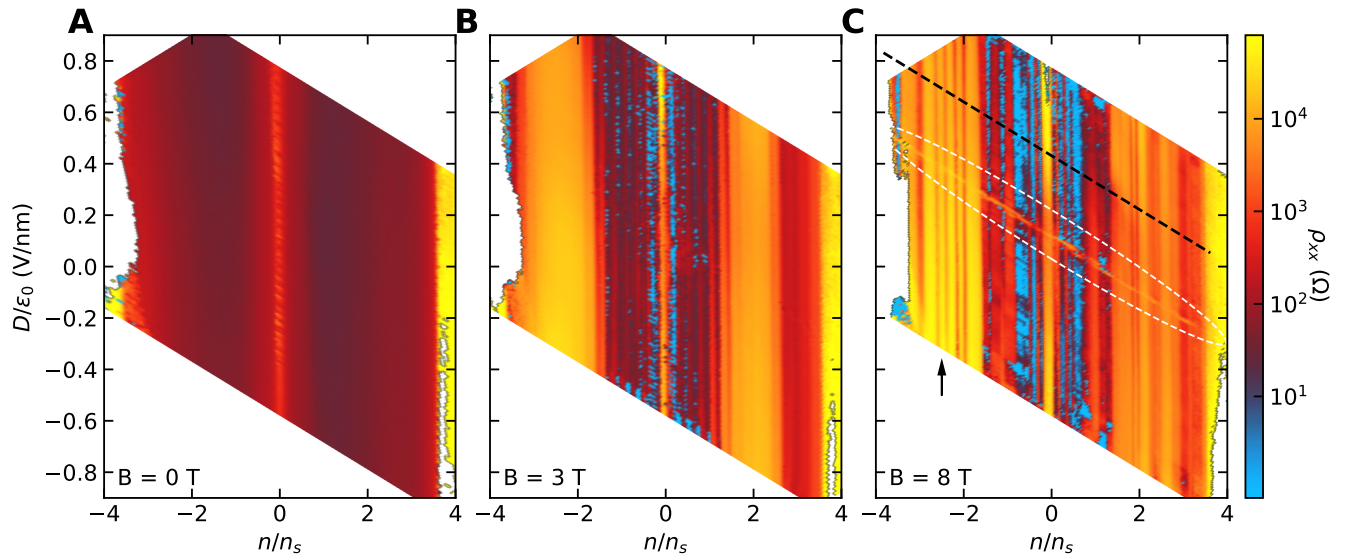 A B C
0.8
0.6
0.4
0.2
0.0
−0.2
−0.4
−0.6
−0.8
D/ε₀ (V/nm)
B = 0 T
B = 3 T
B = 8 T
−4 −2 0 2 4
−4 −2 0 2 4
−4 −2 0 2 4
n/nₛ
n/nₛ
n/nₛ
10⁴
10³
10²
10¹
ρₓₓ (Ω)